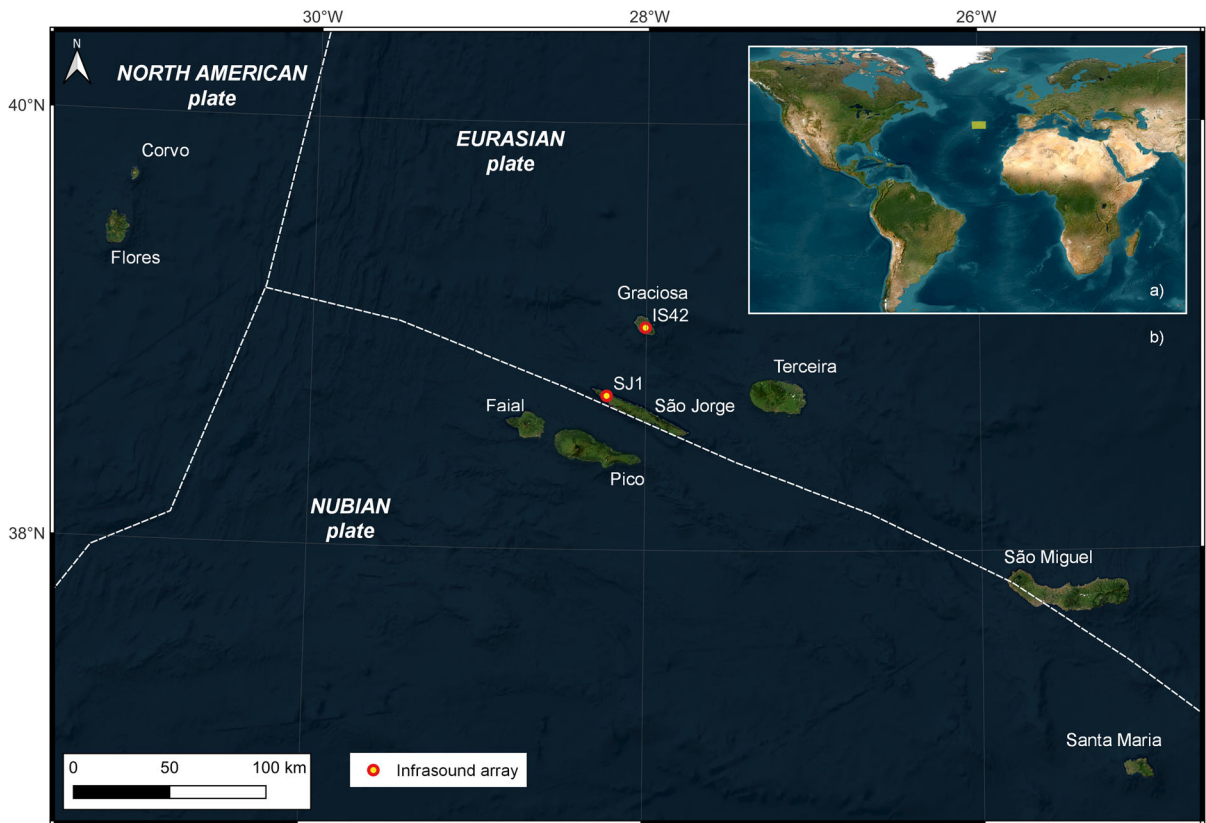 30°W
28°W
26°W
N
NORTH AMERICAN
plate
40°N
EURASIAN
plate
Corvo
Flores
a)
b)
Graciosa
IS42
Terceira
SJ1
São Jorge
Faial
Pico
NUBIAN
plate
38°N
São Miguel
Santa Maria
0 50 100 km
Infrasound array